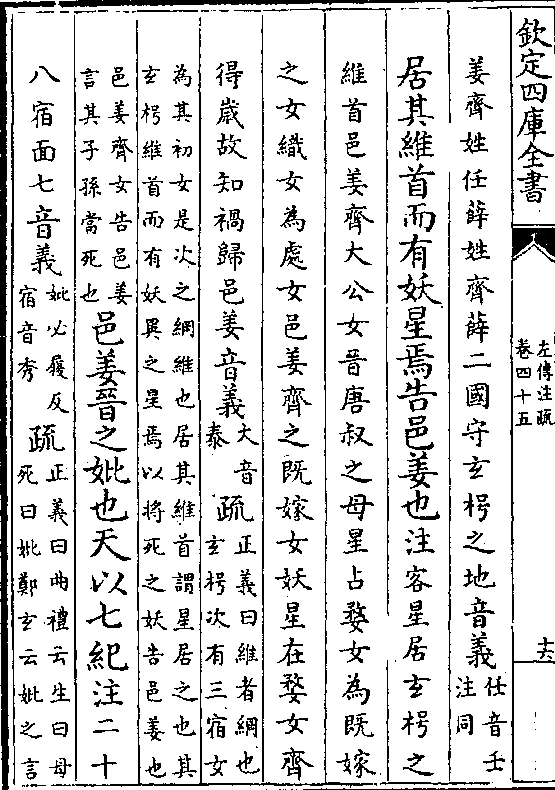 欽定四庫全書
左傳注疏
卷四十五
十六
姜齊姓任薛姓齊薛二國守玄枵之地音義
任音壬
注同
居其維首而有妖星焉告邑姜也注客星居玄枵之
維首邑姜齊大公女晉唐叔之母星占婺女為既嫁
之女織女為處女邑姜齊之既嫁女妖星在婺女齊
得歲故知禍歸邑姜音義
大音
泰
疏
正義曰維者綱也
玄枵次有三宿女
為其初女是次之綱維也居其維首謂星居之也其
玄枵維首而有妖異之星焉以將死之妖告邑姜也
邑姜齊女告邑姜
言其子孫當死也
邑姜晉之妣也天以七紀注二十
八宿面七音義
妣必履反
宿音秀
疏
正義曰曲禮云生曰母
死曰妣鄭玄云妣之言